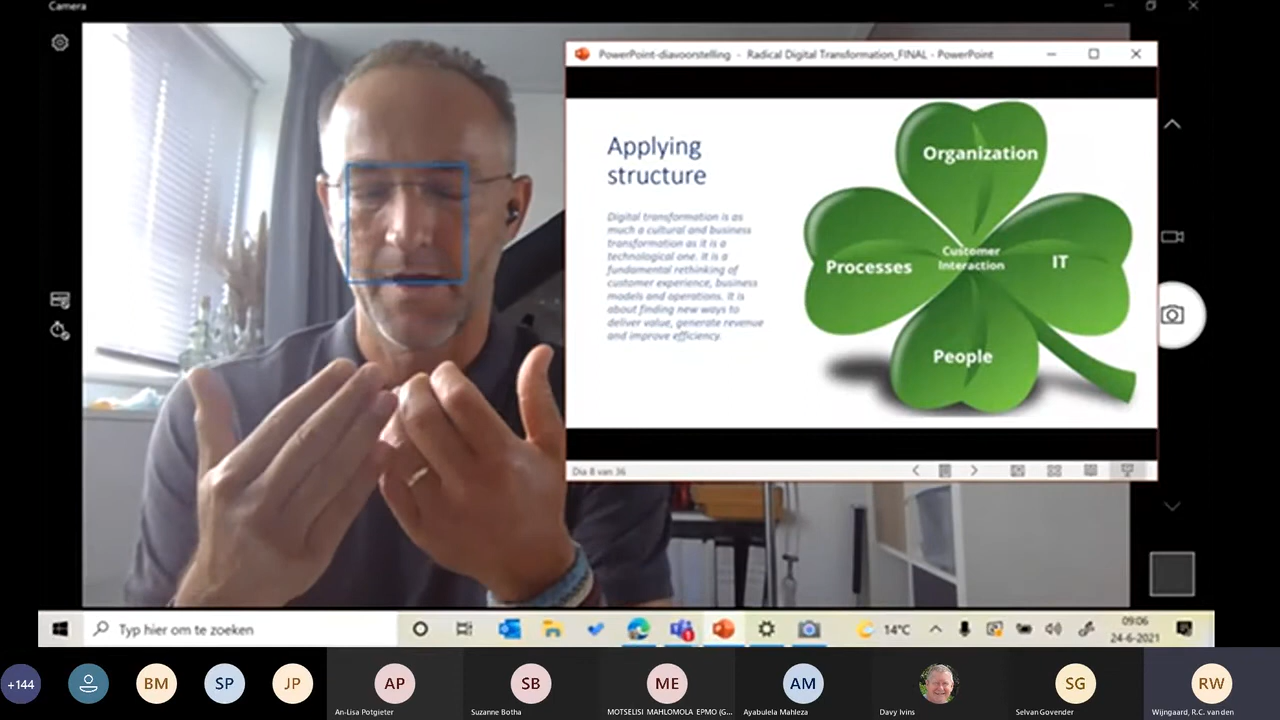 Camera
PowerPoint-diavoorstelling - Radical Digital Transformation_FINAL - PowerPoint
Applying
structure
Digital transformation is as
much a cultural and business
transformation as it is a
technological one. It is a
fundamental rethinking of
customer experience, business
models and operations. It is
about finding new ways to
deliver value, generate revenue
and improve efficiency.
Organization
Processes
Customer
Interaction
IT
People
Dia 8 van 36
Typ hier om te zoeken
14°C
09:06
24-6-2021
+144
BM
SP
JP
AP
SB
ME
AM
SG
RW
An-Lisa Potgieter
Suzanne Botha
MOTSELISI MAHLOMOLA EPMO (G...
Ayabulela Mahleza
Davy Ivins
Selvan Govender
Wijngaard, R.C. van den